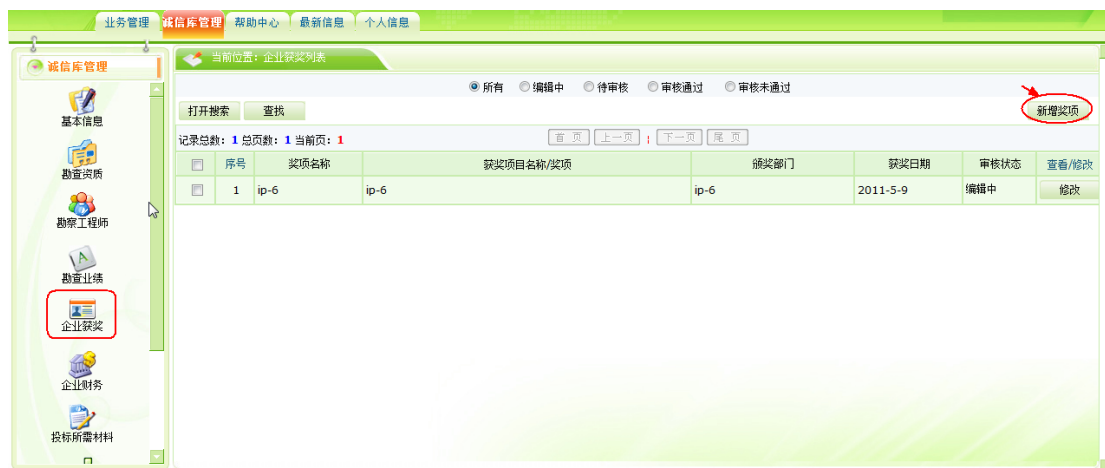 业务管理 诚信库管理 帮助中心 最新信息 个人信息
诚信库管理
当前位置：企业获奖列表
所有 编辑中 待审核 审核通过 审核未通过
基本信息
打开搜索 查找 新增奖项
记录总数：1 总页数：1 当前页：1 首 页 上一页 1 下一页 尾 页
序号 奖项名称 获奖项目名称/奖项 颁奖部门 获奖日期 审核状态 查看/修改
勘查资质
1 ip-6 ip-6 ip-6 2011-5-9 编辑中 修改
勘察工程师
勘查业绩
企业获奖
企业财务
投标所需材料